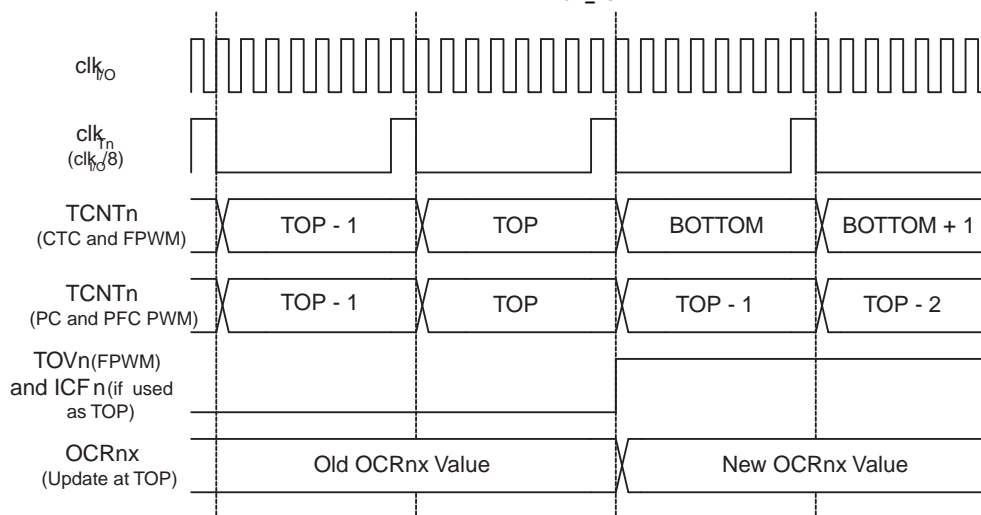 clkI/O
clkTn
(clkI/O/8)
TCNTn
(CTC and FPWM)
TOP - 1
TOP
BOTTOM
BOTTOM + 1
TCNTn
(PC and PFC PWM)
TOP - 1
TOP
TOP - 1
TOP - 2
TOVn (FPWM)
and ICFn (if used
as TOP)
OCRnx
(Update at TOP)
Old OCRnx Value
New OCRnx Value